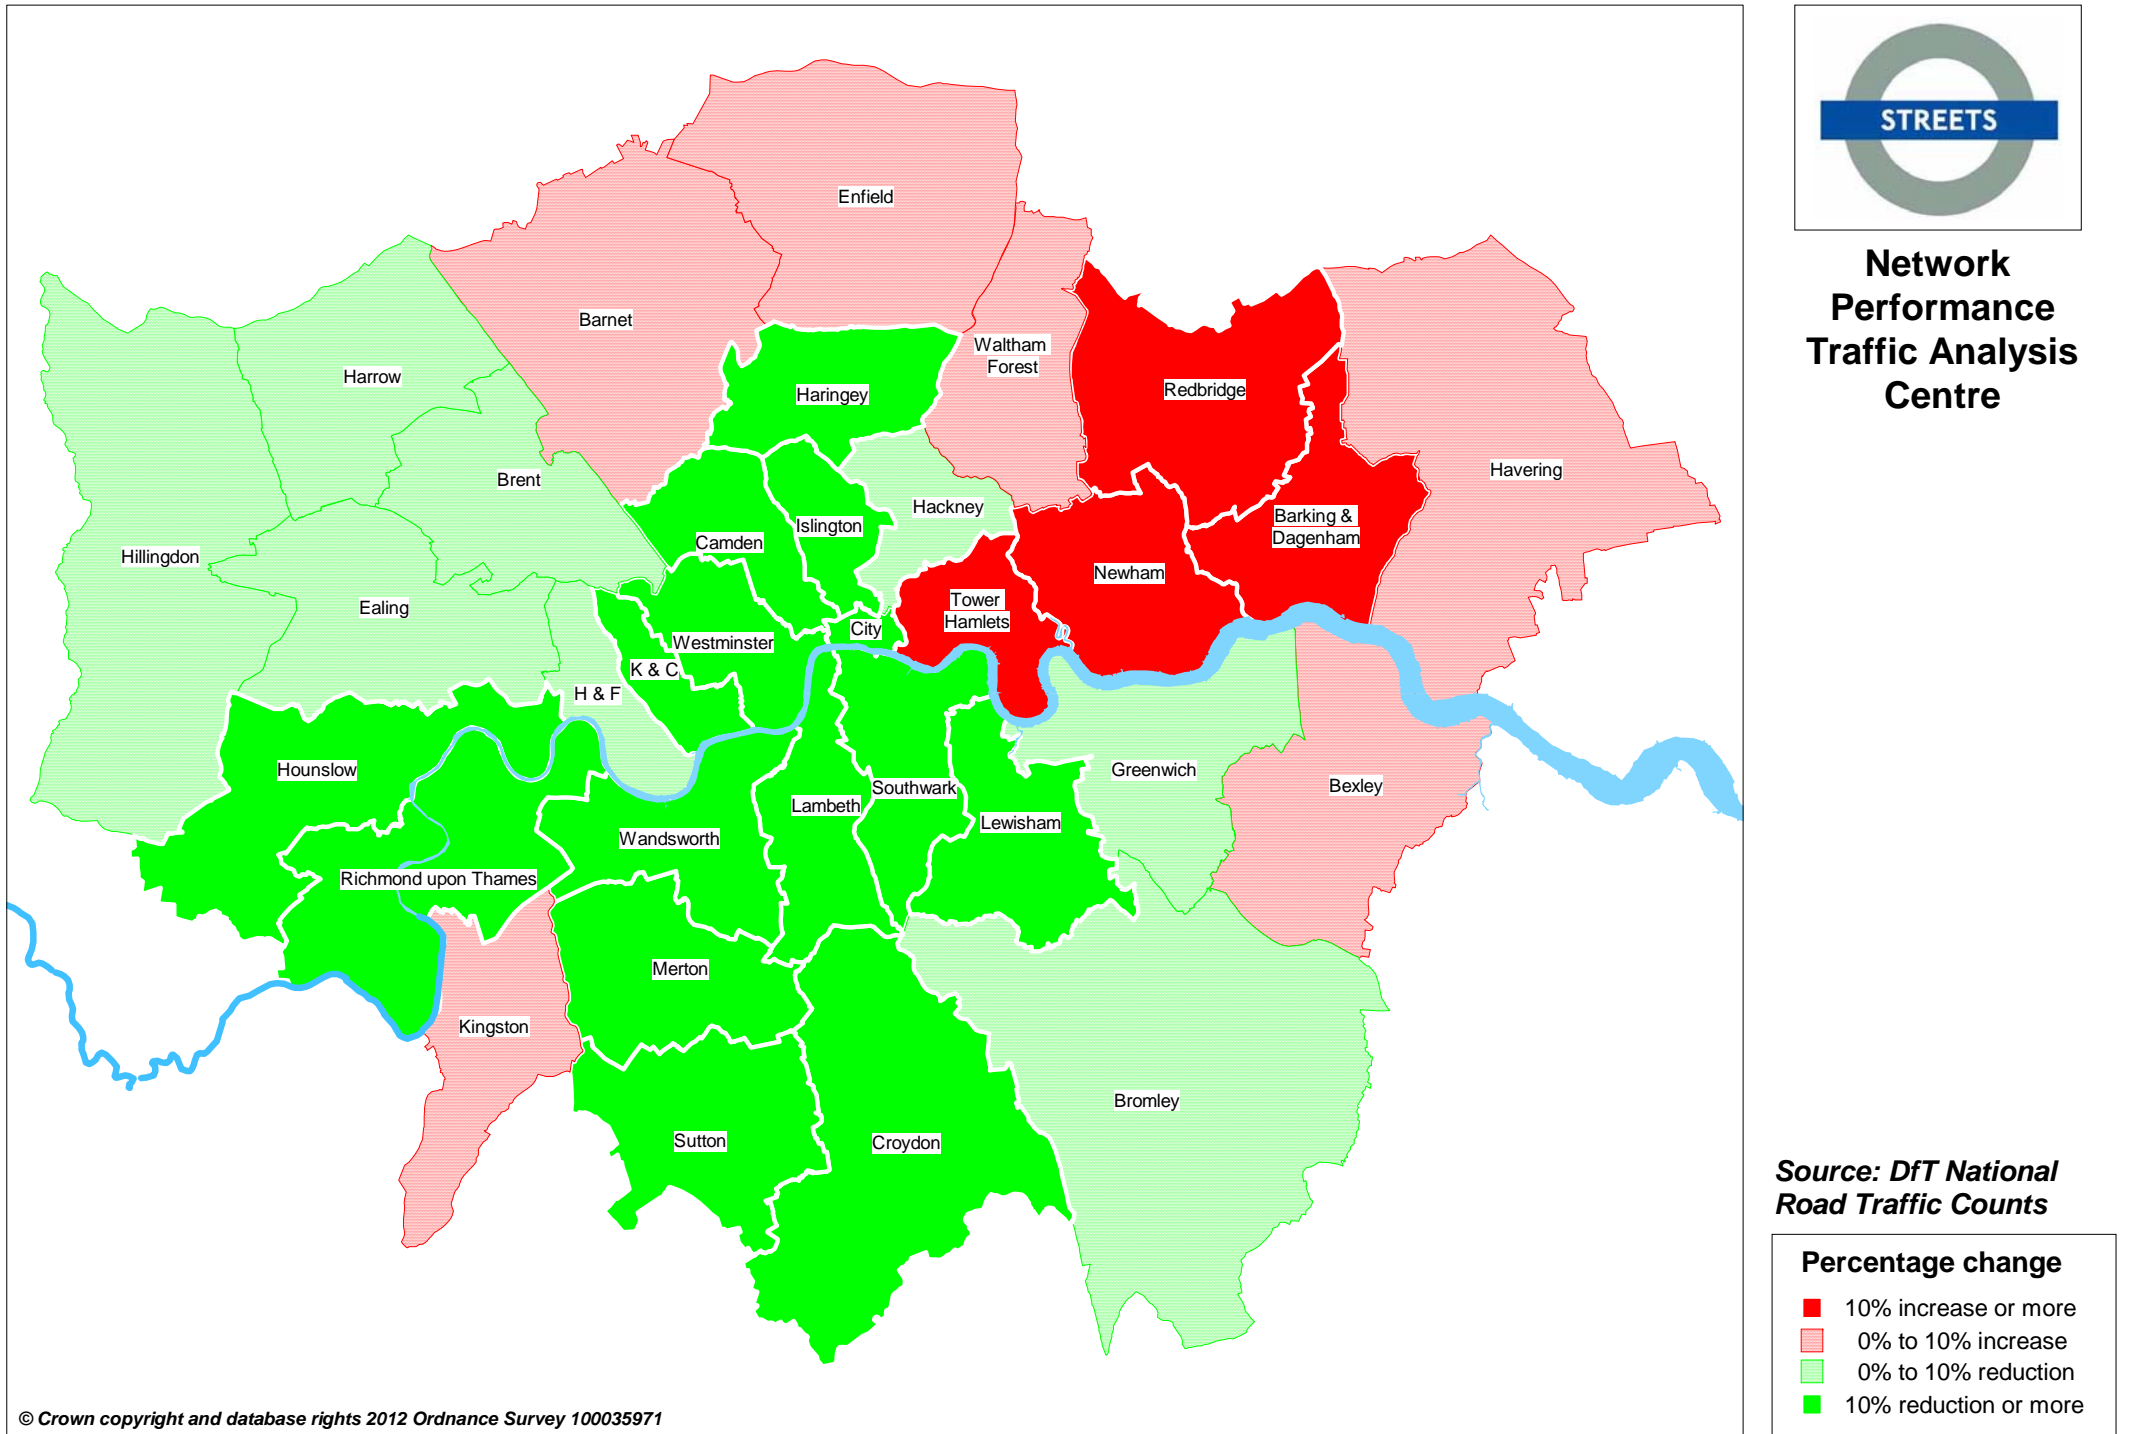 STREETS
Network
Performance
Traffic Analysis
Centre
Enfield
Barnet
Waltham
Forest
Harrow
Haringey
Redbridge
Havering
Brent
Hackney
Islington
Camden
Barking &
Dagenham
Hillingdon
Newham
Ealing
Tower
Hamlets
City
Westminster
K & C
H & F
Hounslow
Greenwich
Bexley
Southwark
Lambeth
Lewisham
Wandsworth
Richmond upon Thames
Merton
Kingston
Bromley
Sutton
Croydon
Source: DfT National
Road Traffic Counts
Percentage change
10% increase or more
0% to 10% increase
0% to 10% reduction
10% reduction or more
© Crown copyright and database rights 2012 Ordnance Survey 100035971